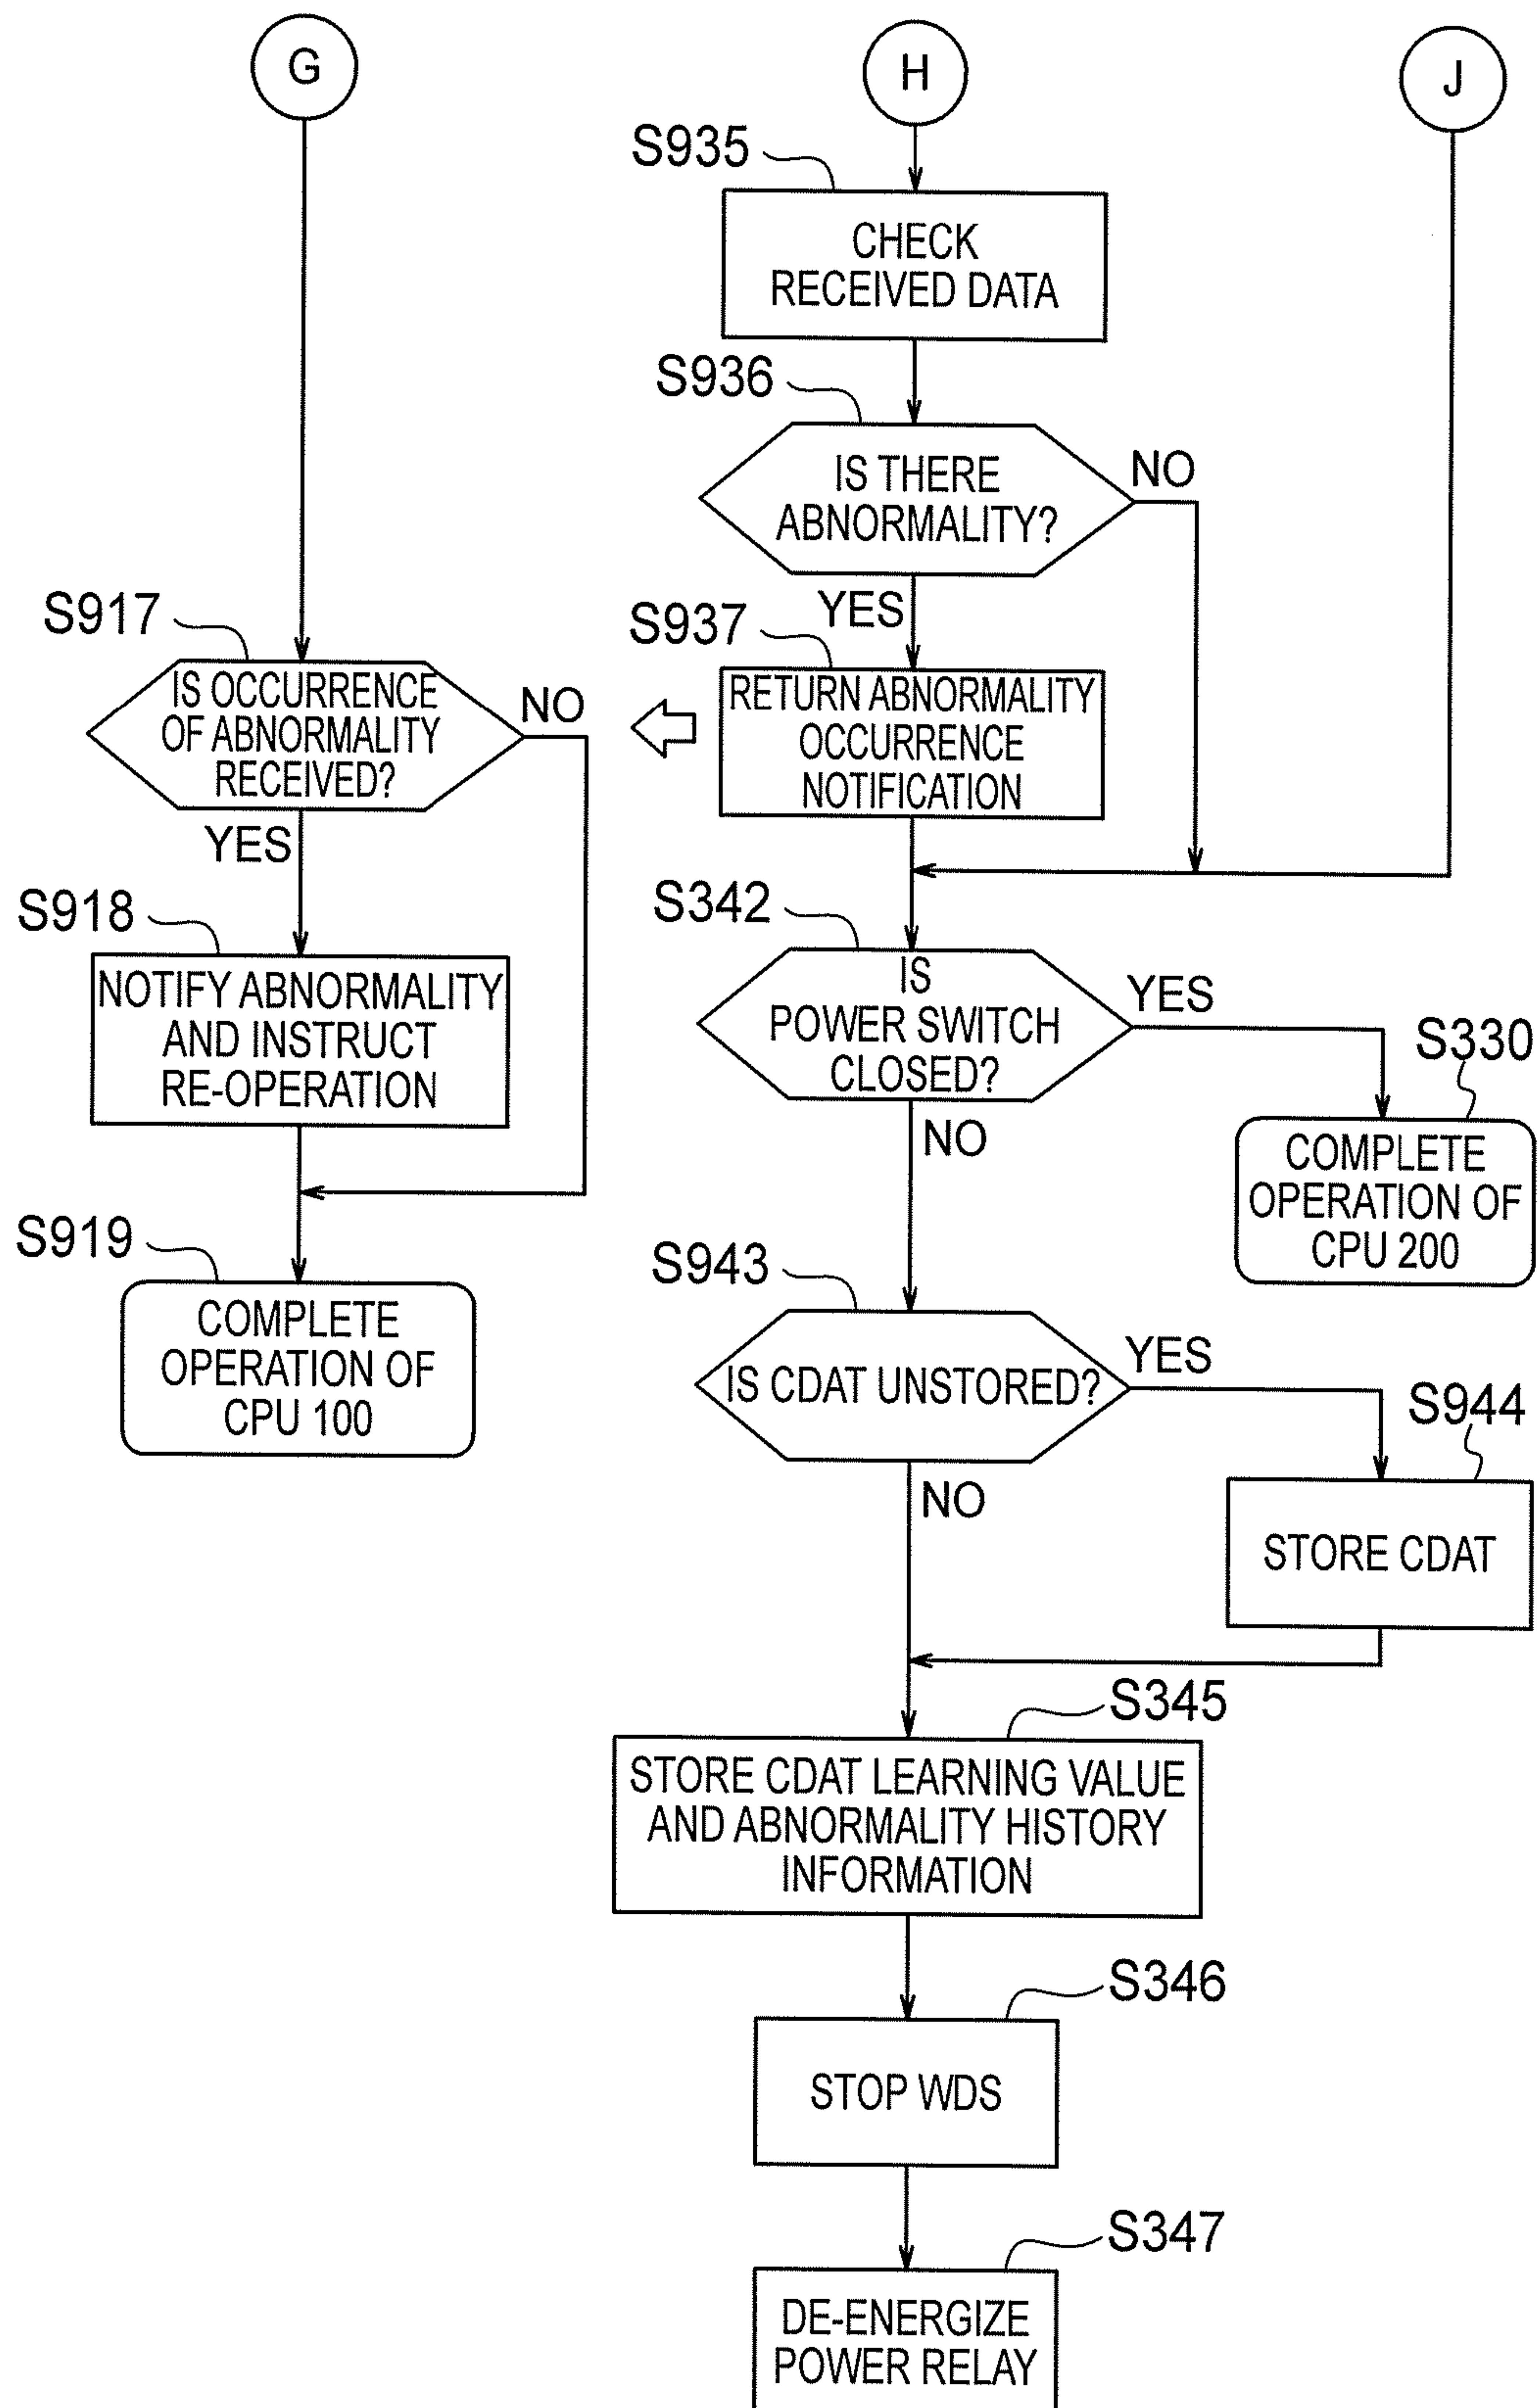 G
H
J
S935
CHECK
RECEIVED DATA
S936
IS THERE
ABNORMALITY?
NO
YES
S937
RETURN ABNORMALITY
OCCURRENCE
NOTIFICATION
S917
IS OCCURRENCE
OF ABNORMALITY
RECEIVED?
NO
YES
S918
NOTIFY ABNORMALITY
AND INSTRUCT
RE-OPERATION
S919
COMPLETE
OPERATION OF
CPU 100
S342
IS
POWER SWITCH
CLOSED?
YES
NO
S330
COMPLETE
OPERATION OF
CPU 200
S943
IS CDAT UNSTORED?
YES
NO
S944
STORE CDAT
S345
STORE CDAT LEARNING VALUE
AND ABNORMALITY HISTORY
INFORMATION
S346
STOP WDS
S347
DE-ENERGIZE
POWER RELAY